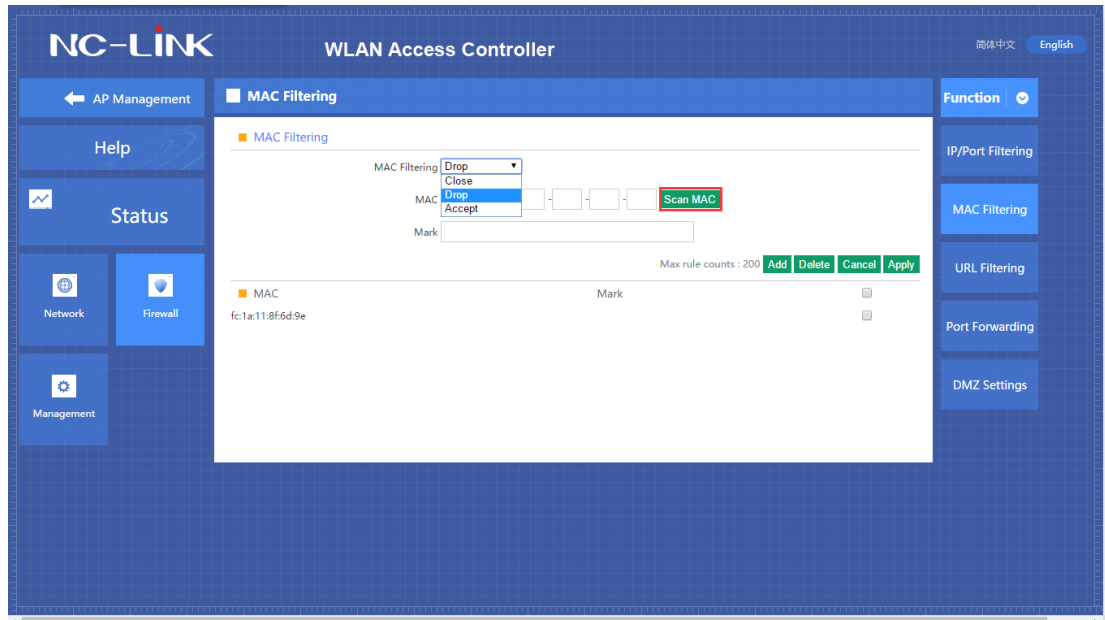 NC-LINK
WLAN Access Controller
简体中文 English
AP Management
MAC Filtering
Function
Help
Status
Network
Firewall
Management
MAC Filtering
MAC Filtering Drop
Close
Drop
Accept
MAC - - - Scan MAC
Mark
Max rule counts : 200 Add Delete Cancel Apply
MAC Mark
fc:1a:11:8f:6d:9e
IP/Port Filtering
MAC Filtering
URL Filtering
Port Forwarding
DMZ Settings